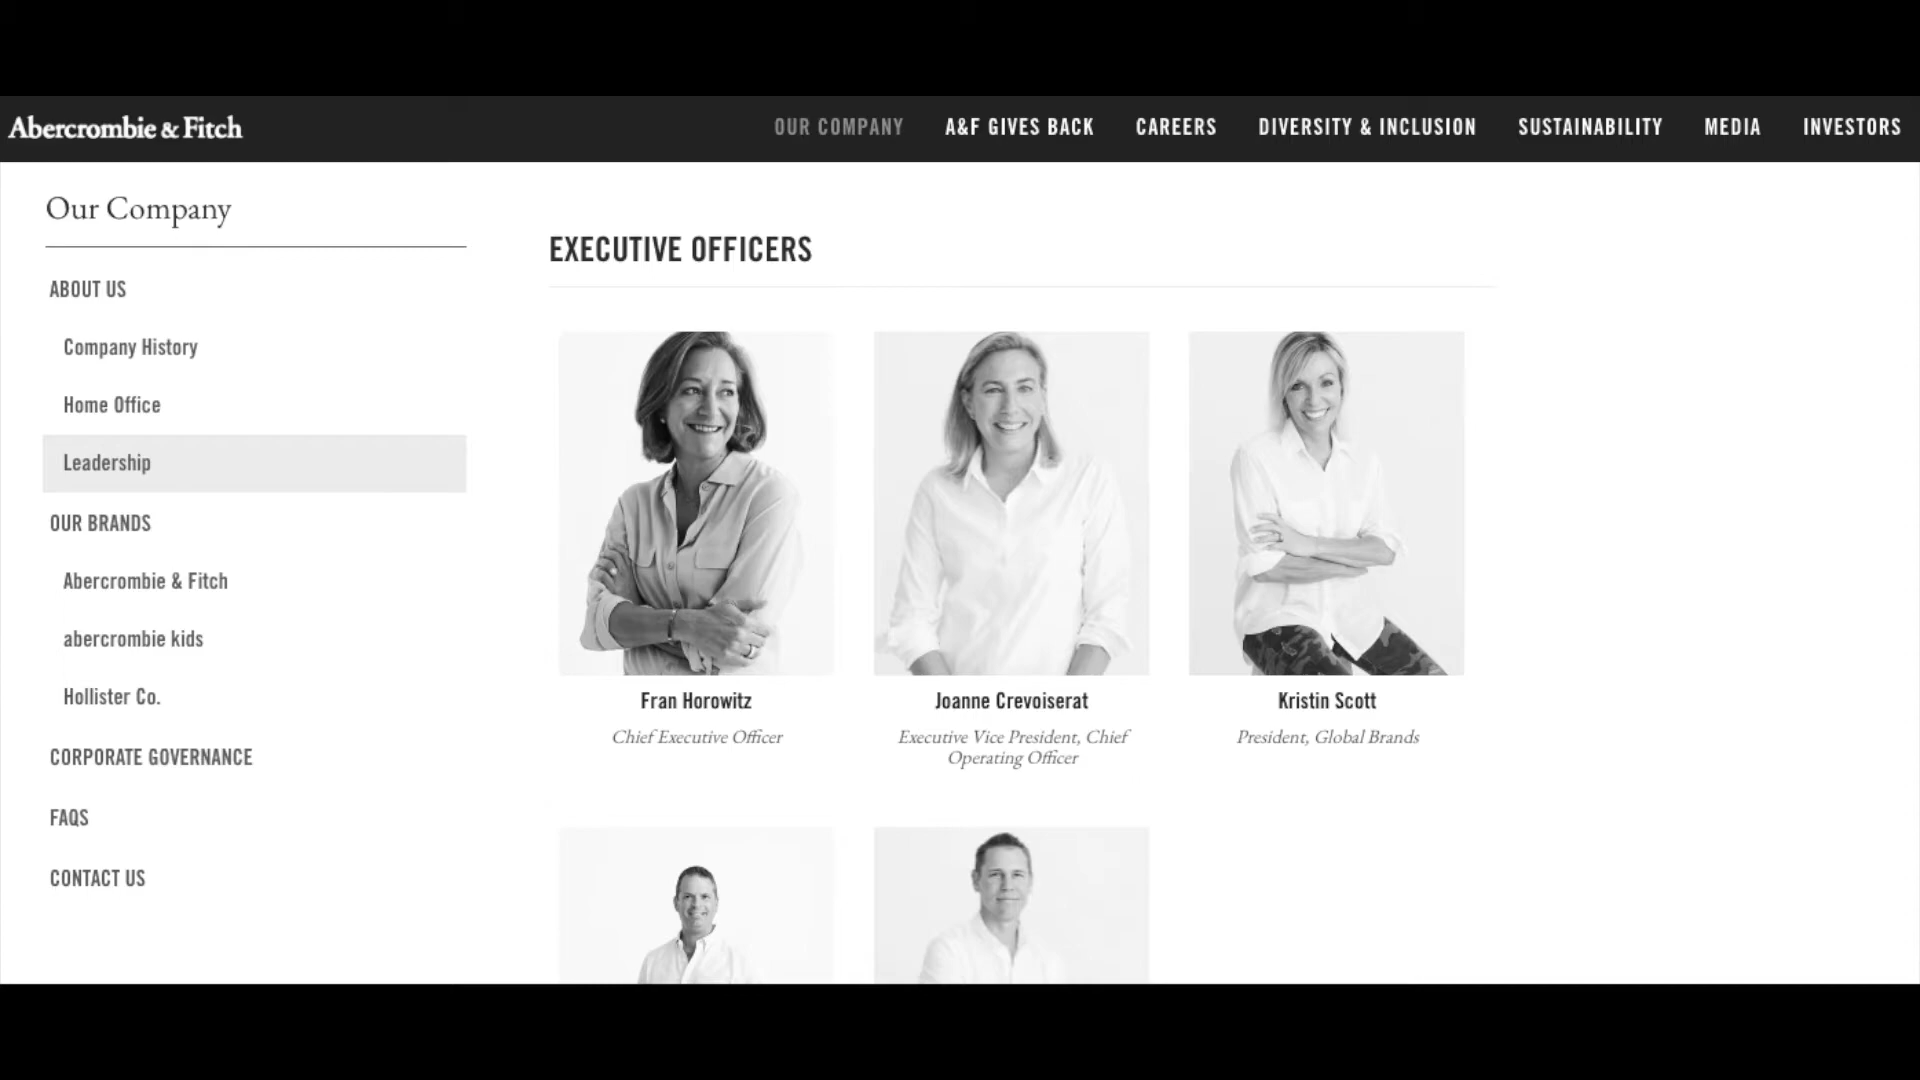 Abercrombie & Fitch
OUR COMPANY
A&F GIVES BACK
CAREERS
DIVERSITY & INCLUSION
SUSTAINABILITY
MEDIA
INVESTORS
Our Company
ABOUT US
Company History
Home Office
Leadership
OUR BRANDS
Abercrombie & Fitch
abercrombie kids
Hollister Co.
CORPORATE GOVERNANCE
FAQS
CONTACT US
EXECUTIVE OFFICERS
Fran Horowitz
Chief Executive Officer
Joanne Crevoiserat
Executive Vice President, Chief
Operating Officer
Kristin Scott
President, Global Brands